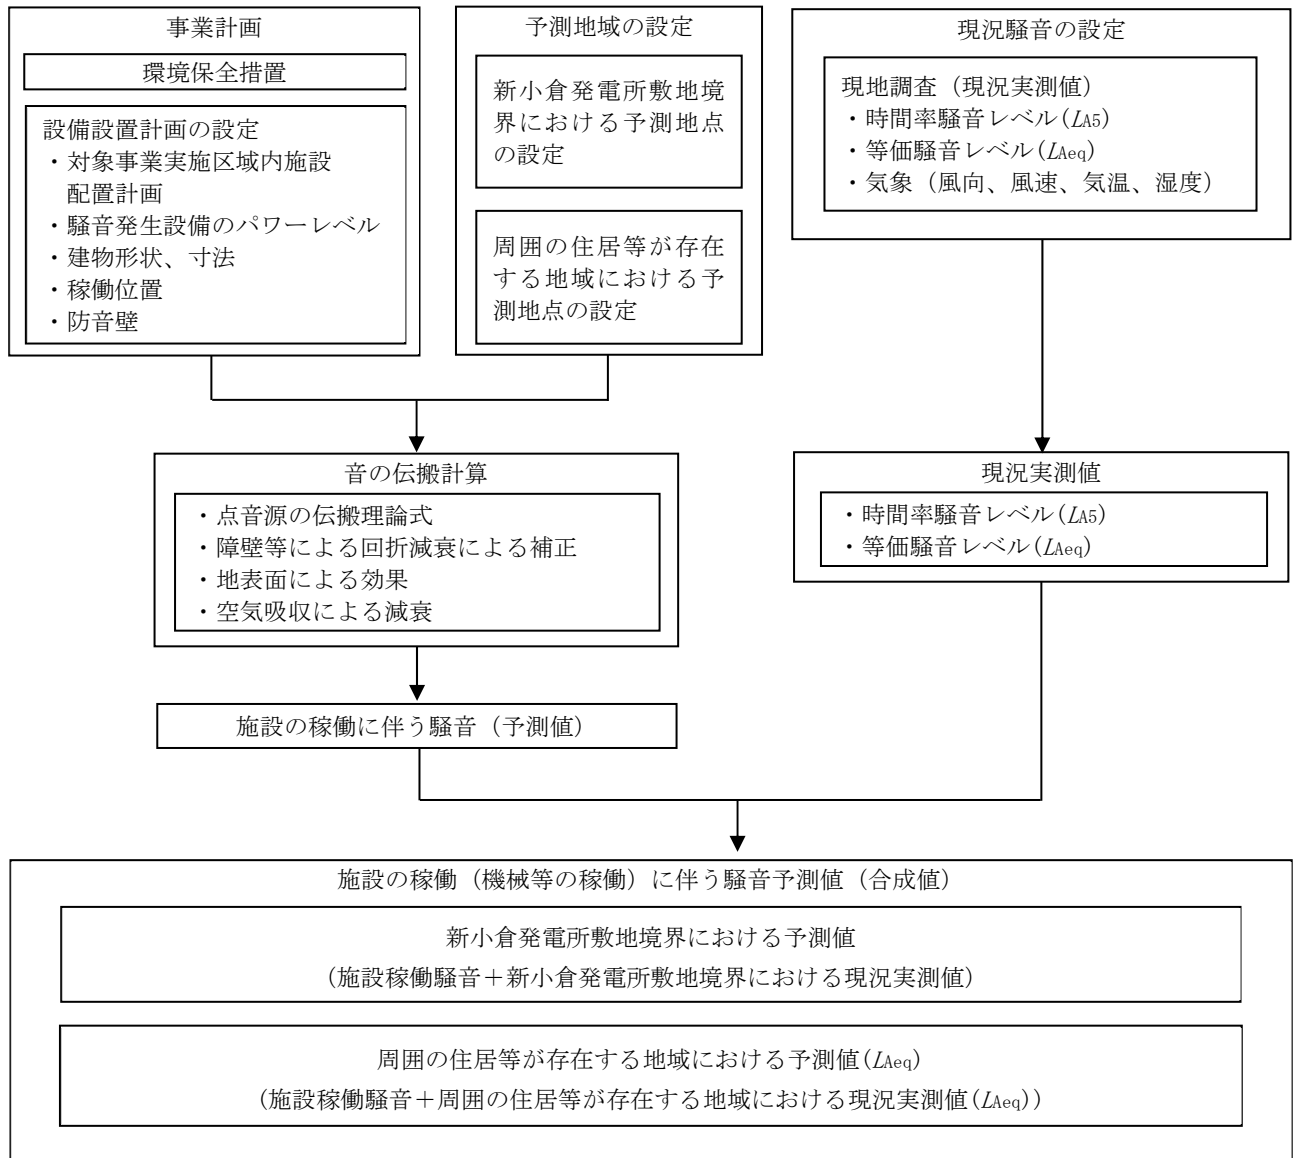 事業計画
環境保全措置
設備設置計画の設定
・対象事業実施区域内施設
配置計画
・騒音発生設備のパワーレベル
・建物形状、寸法
・稼働位置
・防音壁
予測地域の設定
新小倉発電所敷地境
界における予測地点
の設定
周囲の住居等が存在
する地域における予
測地点の設定
現況騒音の設定
現地調査（現況実測値）
・時間率騒音レベル(LA5)
・等価騒音レベル(LAeq)
・気象（風向、風速、気温、湿度）
音の伝搬計算
・点音源の伝搬理論式
・障壁等による回折減衰による補正
・地表面による効果
・空気吸収による減衰
現況実測値
・時間率騒音レベル(LA5)
・等価騒音レベル(LAeq)
施設の稼働に伴う騒音（予測値）
施設の稼働（機械等の稼働）に伴う騒音予測値（合成値）
新小倉発電所敷地境界における予測値
（施設稼働騒音＋新小倉発電所敷地境界における現況実測値）
周囲の住居等が存在する地域における予測値(LAeq)
（施設稼働騒音＋周囲の住居等が存在する地域における現況実測値(LAeq)）